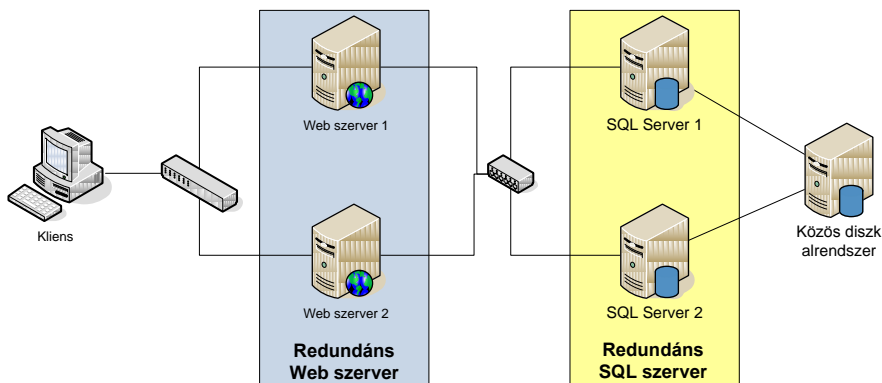 Kliens
Web szerver 1
Web szerver 2
Redundáns
Web szerver
SQL Server 1
SQL Server 2
Redundáns
SQL szerver
Közös diszk
alrendszer